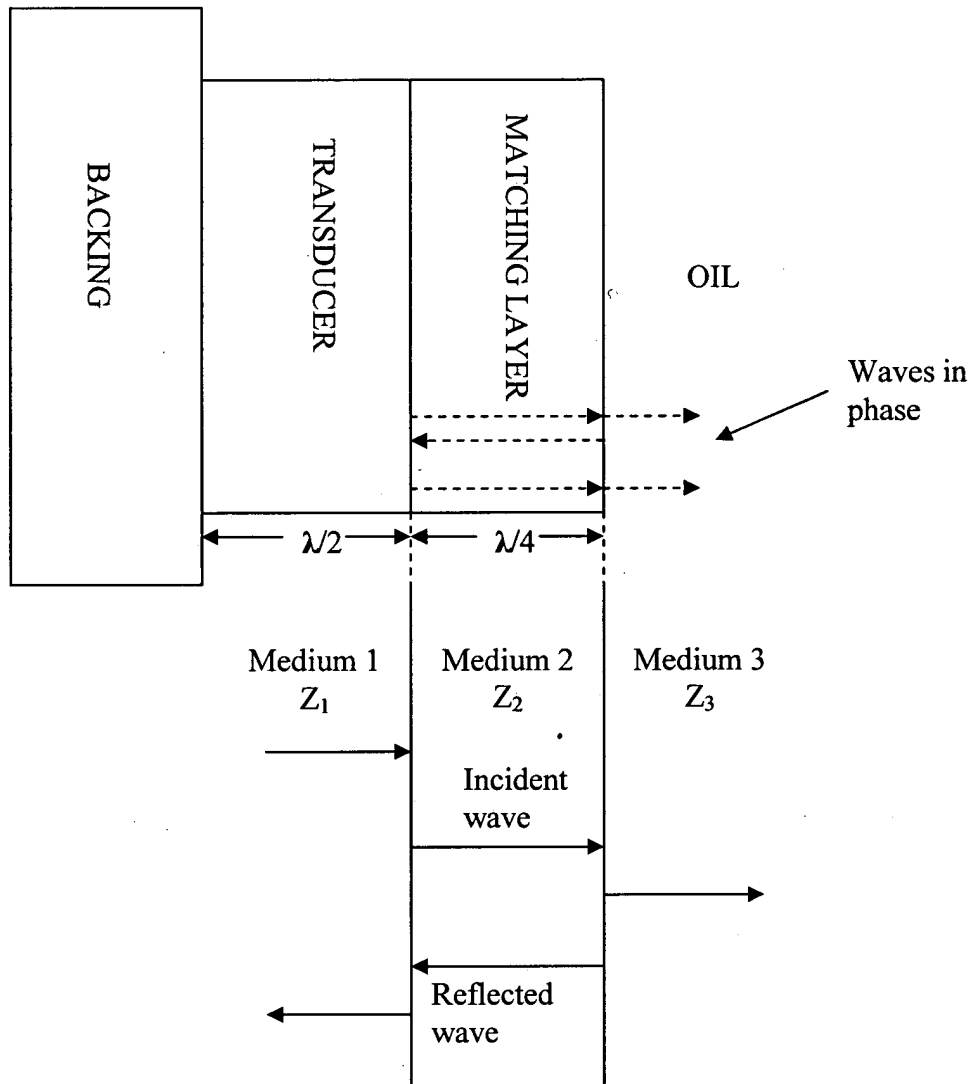 BACKING
TRANSDUCER
MATCHING LAYER
OIL
Waves in
phase
λ/2
λ/4
Medium 1
Z₁
Medium 2
Z₂
Medium 3
Z₃
Incident
wave
Reflected
wave